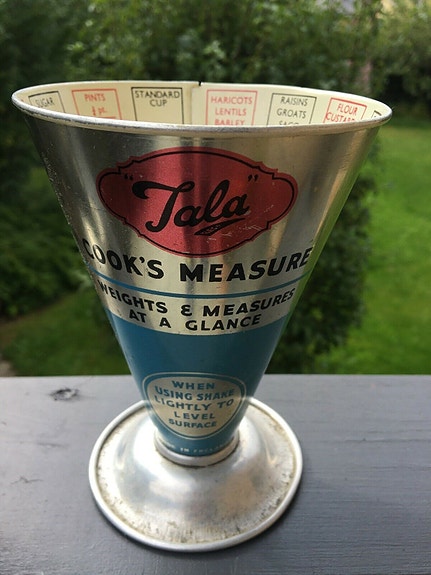 SUGAR
PINTS
STANDARD
CUP
HARICOTS
LENTILS
BARLEY
RAISINS
GROATS
SAGO
FLOUR
"Tala"
COOK'S MEASURE
WEIGHTS & MEASURES
AT A GLANCE
WHEN
USING SHAKE
LIGHTLY TO
LEVEL
SURFACE